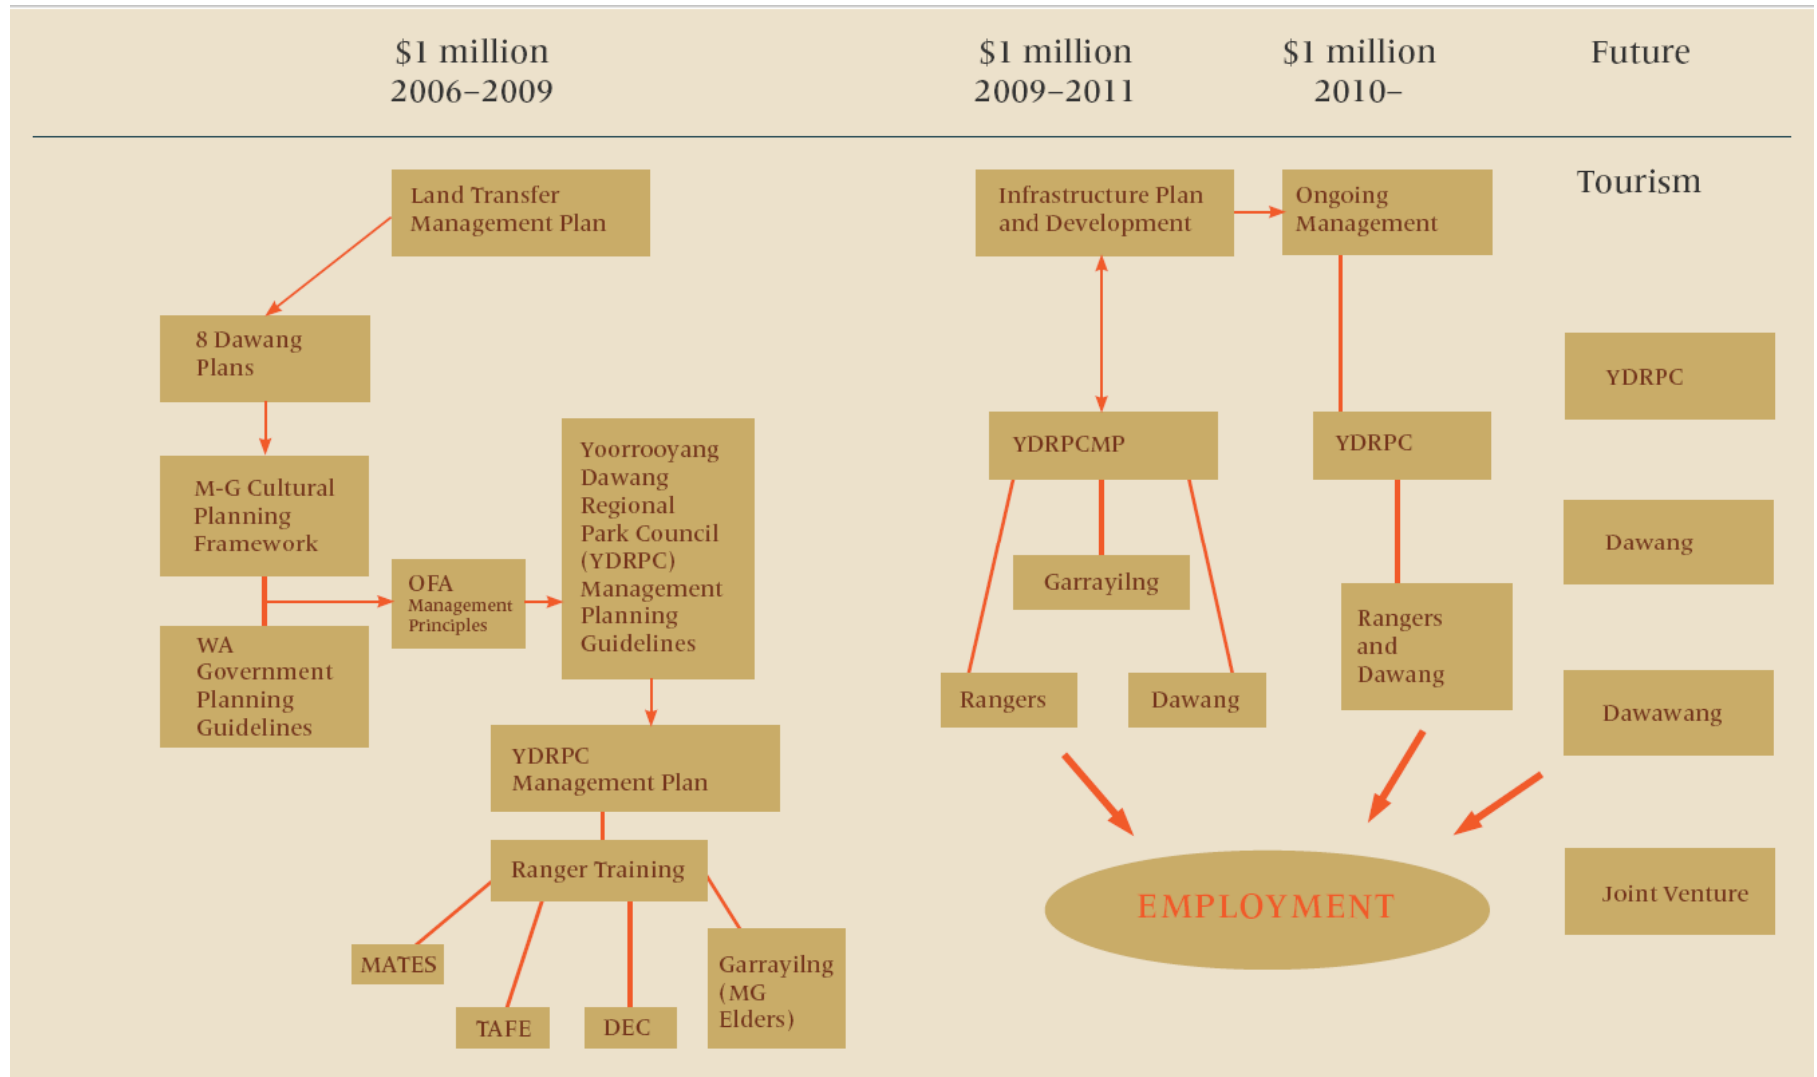 $1 million
2006–2009
$1 million
2009–2011
$1 million
2010–
Future
Land Transfer
Management Plan
8 Dawang
Plans
M-G Cultural
Planning
Framework
WA
Government
Planning
Guidelines
OFA
Management
Principles
Yoorrooyang
Dawang
Regional
Park Council
(YDRPC)
Management
Planning
Guidelines
YDRPC
Management Plan
Ranger Training
MATES
TAFE
DEC
Garrayilng
(MG
Elders)
Infrastructure Plan
and Development
YDRPCMP
Garrayilng
Rangers
Dawang
Ongoing
Management
YDRPC
Rangers
and
Dawang
Tourism
YDRPC
Dawang
Dawawang
Joint Venture
EMPLOYMENT